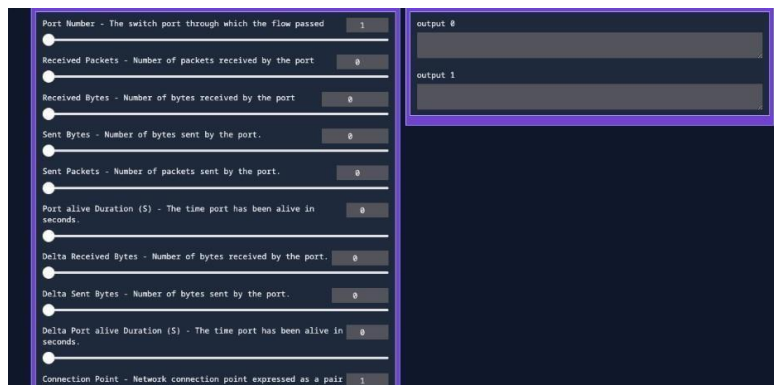 Port Number - The switch port through which the flow passed
1
Received Packets - Number of packets received by the port
0
Received Bytes - Number of bytes received by the port
0
Sent Bytes - Number of bytes sent by the port.
0
Sent Packets - Number of packets sent by the port.
0
Port alive Duration (S) - The time port has been alive in
seconds.
0
Delta Received Bytes - Number of bytes received by the port.
0
Delta Sent Bytes - Number of bytes sent by the port.
0
Delta Port alive Duration (S) - The time port has been alive in
seconds.
0
Connection Point - Network connection point expressed as a pair
1
output 0
output 1